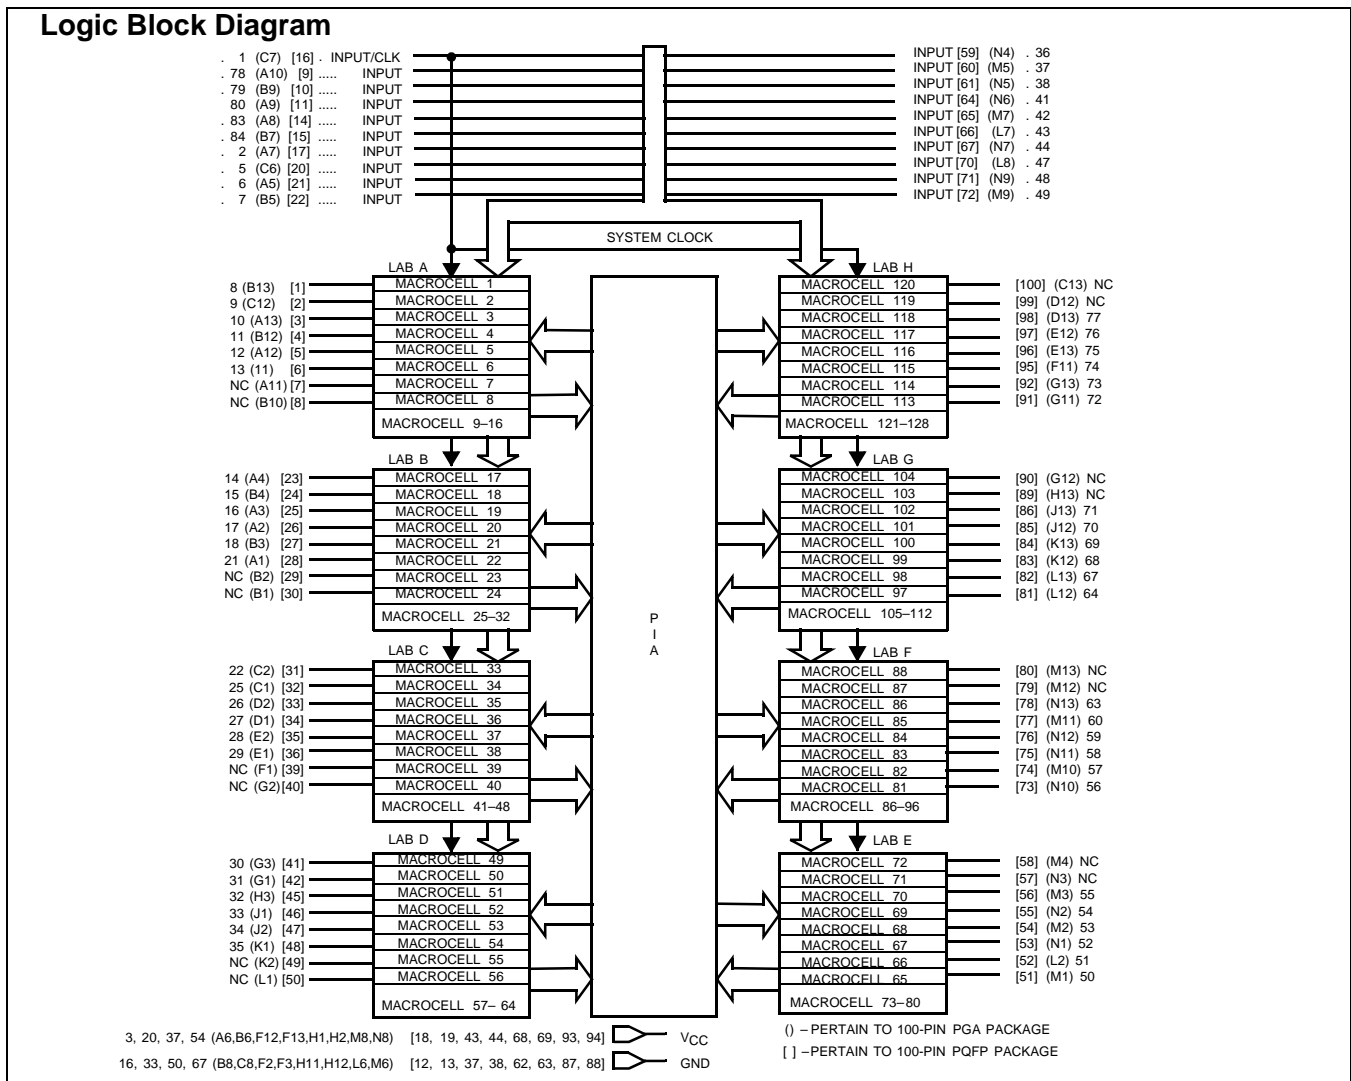 Logic Block Diagram
. 1 (C7) [16] . INPUT/CLK
. 78 (A10) [9] ..... INPUT
. 79 (B9) [10] ..... INPUT
80 (A9) [11] ..... INPUT
. 83 (A8) [14] ..... INPUT
. 84 (B7) [15] ..... INPUT
. 2 (A7) [17] ..... INPUT
. 5 (C6) [20] ..... INPUT
. 6 (A5) [21] ..... INPUT
. 7 (B5) [22] ..... INPUT
INPUT [59] (N4) . 36
INPUT [60] (M5) . 37
INPUT [61] (N5) . 38
INPUT [64] (N6) . 41
INPUT [65] (M7) . 42
INPUT [66] (L7) . 43
INPUT [67] (N7) . 44
INPUT [70] (L8) . 47
INPUT [71] (N9) . 48
INPUT [72] (M9) . 49
SYSTEM CLOCK
LAB A
8 (B13) [1] MACROCELL 1
9 (C12) [2] MACROCELL 2
10 (A13) [3] MACROCELL 3
11 (B12) [4] MACROCELL 4
12 (A12) [5] MACROCELL 5
13 (11) [6] MACROCELL 6
NC (A11) [7] MACROCELL 7
NC (B10) [8] MACROCELL 8
MACROCELL 9–16
LAB B
14 (A4) [23] MACROCELL 17
15 (B4) [24] MACROCELL 18
16 (A3) [25] MACROCELL 19
17 (A2) [26] MACROCELL 20
18 (B3) [27] MACROCELL 21
21 (A1) [28] MACROCELL 22
NC (B2) [29] MACROCELL 23
NC (B1) [30] MACROCELL 24
MACROCELL 25–32
LAB C
22 (C2) [31] MACROCELL 33
25 (C1) [32] MACROCELL 34
26 (D2) [33] MACROCELL 35
27 (D1) [34] MACROCELL 36
28 (E2) [35] MACROCELL 37
29 (E1) [36] MACROCELL 38
NC (F1) [39] MACROCELL 39
NC (G2) [40] MACROCELL 40
MACROCELL 41–48
LAB D
30 (G3) [41] MACROCELL 49
31 (G1) [42] MACROCELL 50
32 (H3) [45] MACROCELL 51
33 (J1) [46] MACROCELL 52
34 (J2) [47] MACROCELL 53
35 (K1) [48] MACROCELL 54
NC (K2) [49] MACROCELL 55
NC (L1) [50] MACROCELL 56
MACROCELL 57– 64
P
I
A
LAB H
MACROCELL 120 [100] (C13) NC
MACROCELL 119 [99] (D12) NC
MACROCELL 118 [98] (D13) 77
MACROCELL 117 [97] (E12) 76
MACROCELL 116 [96] (E13) 75
MACROCELL 115 [95] (F11) 74
MACROCELL 114 [92] (G13) 73
MACROCELL 113 [91] (G11) 72
MACROCELL 121–128
LAB G
MACROCELL 104 [90] (G12) NC
MACROCELL 103 [89] (H13) NC
MACROCELL 102 [86] (J13) 71
MACROCELL 101 [85] (J12) 70
MACROCELL 100 [84] (K13) 69
MACROCELL 99 [83] (K12) 68
MACROCELL 98 [82] (L13) 67
MACROCELL 97 [81] (L12) 64
MACROCELL 105–112
LAB F
MACROCELL 88 [80] (M13) NC
MACROCELL 87 [79] (M12) NC
MACROCELL 86 [78] (N13) 63
MACROCELL 85 [77] (M11) 60
MACROCELL 84 [76] (N12) 59
MACROCELL 83 [75] (N11) 58
MACROCELL 82 [74] (M10) 57
MACROCELL 81 [73] (N10) 56
MACROCELL 86–96
LAB E
MACROCELL 72 [58] (M4) NC
MACROCELL 71 [57] (N3) NC
MACROCELL 70 [56] (M3) 55
MACROCELL 69 [55] (N2) 54
MACROCELL 68 [54] (M2) 53
MACROCELL 67 [53] (N1) 52
MACROCELL 66 [52] (L2) 51
MACROCELL 65 [51] (M1) 50
MACROCELL 73–80
3, 20, 37, 54 (A6,B6,F12,F13,H1,H2,M8,N8) [18, 19, 43, 44, 68, 69, 93, 94] VCC
16, 33, 50, 67 (B8,C8,F2,F3,H11,H12,L6,M6) [12, 13, 37, 38, 62, 63, 87, 88] GND
() – PERTAIN TO 100-PIN PGA PACKAGE
[ ] –PERTAIN TO 100-PIN PQFP PACKAGE